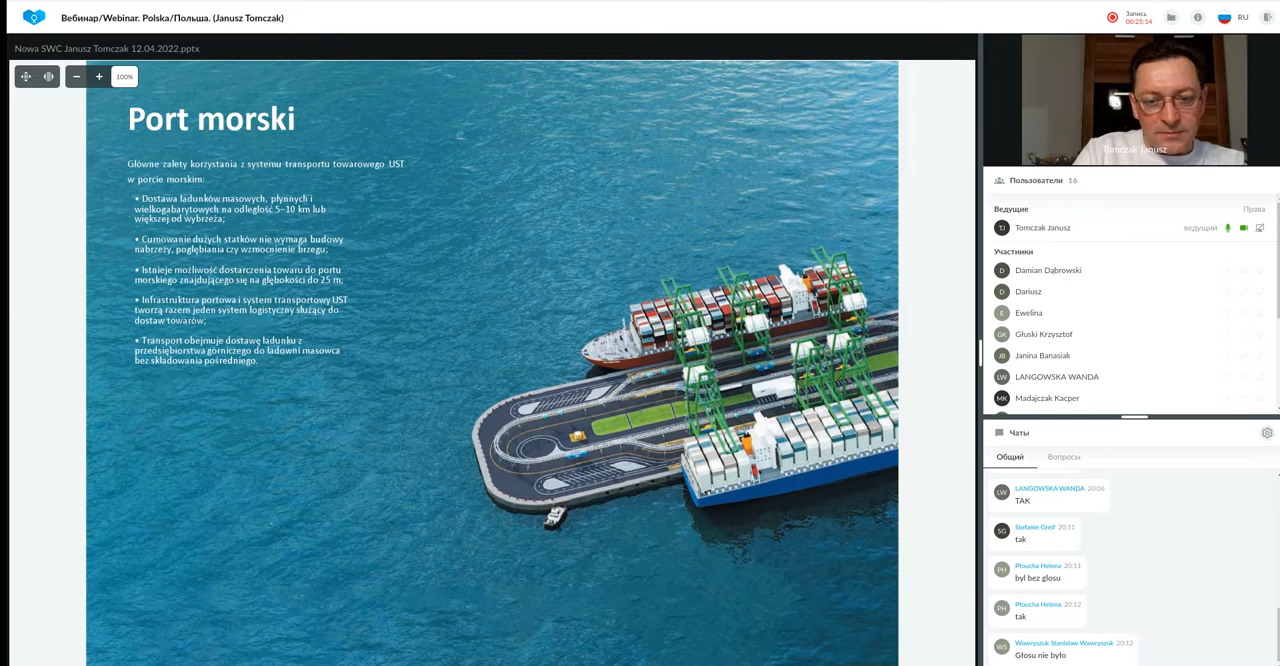 Вебинар/Webinar. Polska/Польша. (Janusz Tomczak)
Запись
00:25:14
RU
Nowa SWC Janusz Tomczak 12.04.2022.pptx
100%
Port morski
Główne zalety korzystania z systemu transportu towarowego UST
w porcie morskim:
• Dostawa ładunków masowych, płynnych i
wielkogabarytowych na odległość 5–10 km lub
większej od wybrzeża;
• Cumowanie dużych statków nie wymaga budowy
nabrzeży, pogłębiania czy wzmocnienie brzegu;
• Istnieje możliwość dostarczenia towaru do portu
morskiego znajdującego się na głębokości do 25 m;
• Infrastruktura portowa i system transportowy UST
tworzą razem jeden system logistyczny służący do
dostaw towarów;
• Transport obejmuje dostawę ładunku z
przedsiębiorstwa górniczego do ładowni masowca
bez składowania pośredniego.
Tomczak Janusz
Пользователи 16
Ведущие Права
TJ Tomczak Janusz ведущий
Участники
D Damian Dąbrowski
D Dariusz
E Ewelina
GK Głuski Krzysztof
JB Janina Banasiak
LW LANGOWSKA WANDA
MK Madajczak Kacper
Чаты
Общий Вопросы
LW LANGOWSKA WANDA 20:06
TAK
SG Stefanie Greif 20:11
tak
PH Płoucha Helena 20:11
byl bez glosu
PH Płoucha Helena 20:12
tak
WS Wawryszuk Stanislaw Wawryszuk 20:12
Głosu nie było